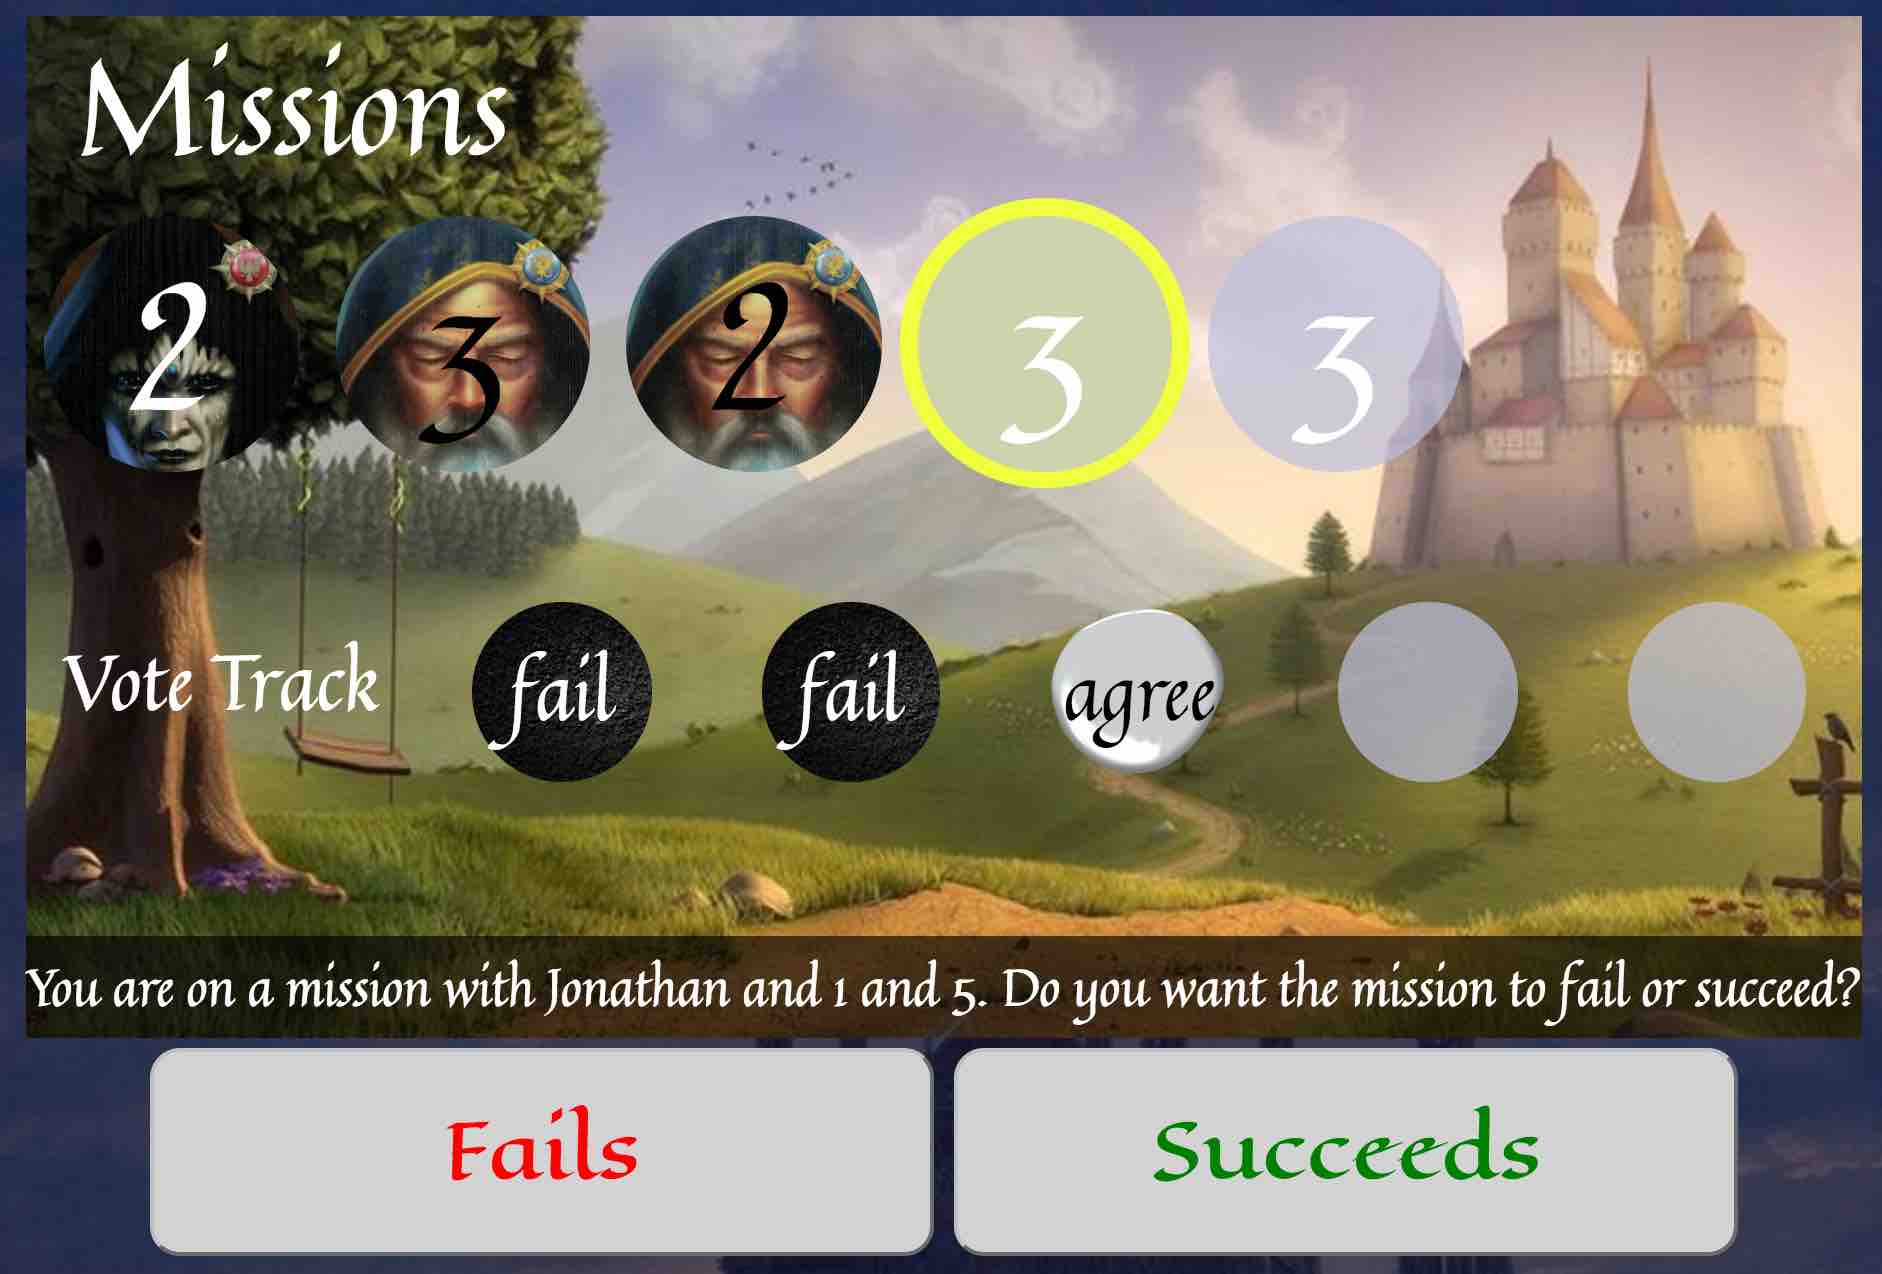 Missions
2 3 2 3 3
Vote Track fail fail agree
You are on a mission with Jonathan and 1 and 5. Do you want the mission to fail or succeed?
Fails Succeeds